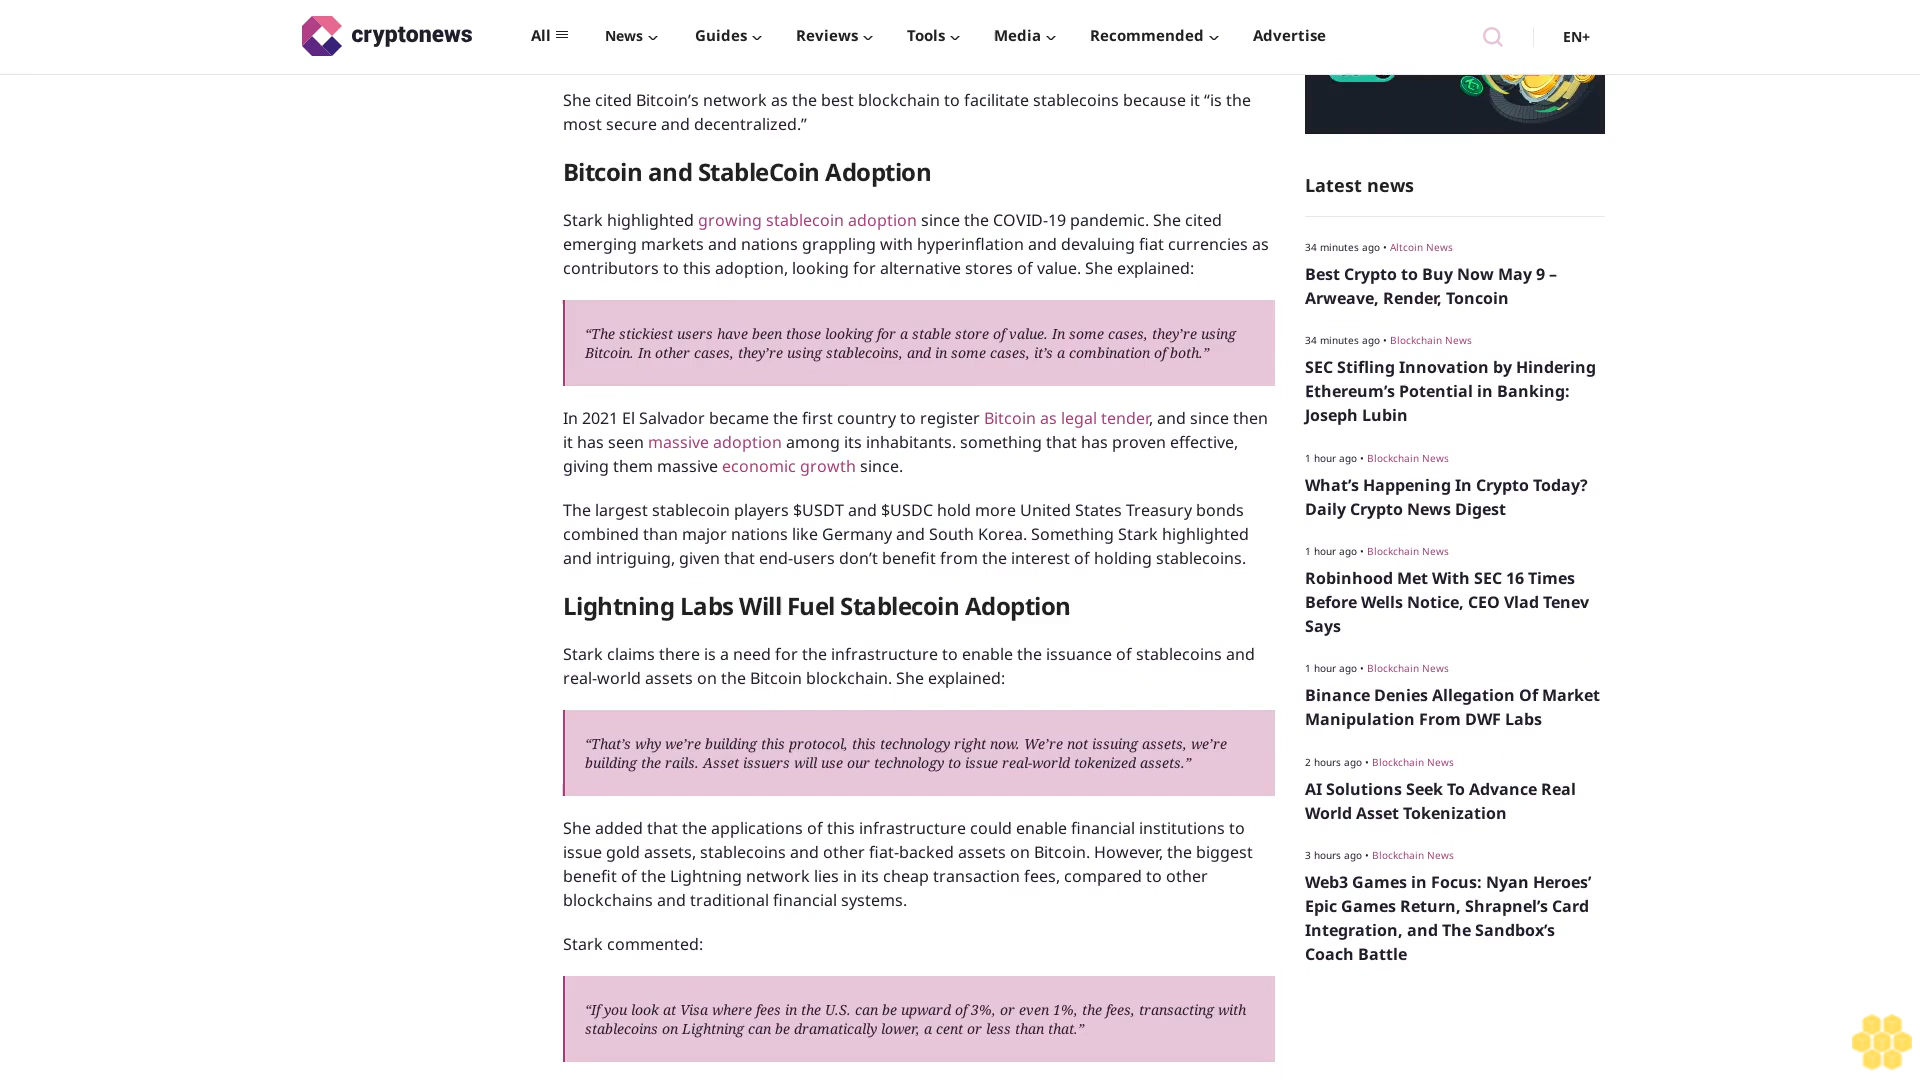 cryptonews
All
News
Guides
Reviews
Tools
Media
Recommended
Advertise
EN+
She cited Bitcoin’s network as the best blockchain to facilitate stablecoins because it “is the
most secure and decentralized.”
Bitcoin and StableCoin Adoption
Stark highlighted growing stablecoin adoption since the COVID-19 pandemic. She cited
emerging markets and nations grappling with hyperinflation and devaluing fiat currencies as
contributors to this adoption, looking for alternative stores of value. She explained:
“The stickiest users have been those looking for a stable store of value. In some cases, they’re using
Bitcoin. In other cases, they’re using stablecoins, and in some cases, it’s a combination of both.”
In 2021 El Salvador became the first country to register Bitcoin as legal tender, and since then
it has seen massive adoption among its inhabitants. something that has proven effective,
giving them massive economic growth since.
The largest stablecoin players $USDT and $USDC hold more United States Treasury bonds
combined than major nations like Germany and South Korea. Something Stark highlighted
and intriguing, given that end-users don’t benefit from the interest of holding stablecoins.
Lightning Labs Will Fuel Stablecoin Adoption
Stark claims there is a need for the infrastructure to enable the issuance of stablecoins and
real-world assets on the Bitcoin blockchain. She explained:
“That’s why we’re building this protocol, this technology right now. We’re not issuing assets, we’re
building the rails. Asset issuers will use our technology to issue real-world tokenized assets.”
She added that the applications of this infrastructure could enable financial institutions to
issue gold assets, stablecoins and other fiat-backed assets on Bitcoin. However, the biggest
benefit of the Lightning network lies in its cheap transaction fees, compared to other
blockchains and traditional financial systems.
Stark commented:
“If you look at Visa where fees in the U.S. can be upward of 3%, or even 1%, the fees, transacting with
stablecoins on Lightning can be dramatically lower, a cent or less than that.”
Latest news
34 minutes ago • Altcoin News
Best Crypto to Buy Now May 9 –
Arweave, Render, Toncoin
34 minutes ago • Blockchain News
SEC Stifling Innovation by Hindering
Ethereum’s Potential in Banking:
Joseph Lubin
1 hour ago • Blockchain News
What’s Happening In Crypto Today?
Daily Crypto News Digest
1 hour ago • Blockchain News
Robinhood Met With SEC 16 Times
Before Wells Notice, CEO Vlad Tenev
Says
1 hour ago • Blockchain News
Binance Denies Allegation Of Market
Manipulation From DWF Labs
2 hours ago • Blockchain News
AI Solutions Seek To Advance Real
World Asset Tokenization
3 hours ago • Blockchain News
Web3 Games in Focus: Nyan Heroes’
Epic Games Return, Shrapnel’s Card
Integration, and The Sandbox’s
Coach Battle